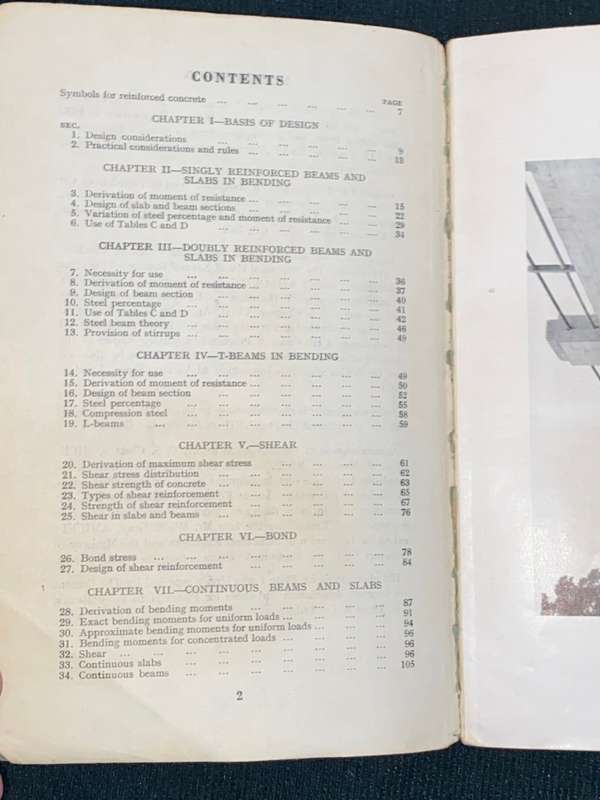 CONTENTS
PAGE
Symbols for reinforced concrete ... ... ... ... ... ... ... 7
CHAPTER I—BASIS OF DESIGN
SEC.
1. Design considerations ... ... ... ... ... ... 9
2. Practical considerations and rules ... ... ... ... ... 12
CHAPTER II—SINGLY REINFORCED BEAMS AND
SLABS IN BENDING
3. Derivation of moment of resistance ... ... ... ... ... 15
4. Design of slab and beam sections ... ... ... ... ... 22
5. Variation of steel percentage and moment of resistance ... ... 29
6. Use of Tables C and D ... ... ... ... ... ... 34
CHAPTER III—DOUBLY REINFORCED BEAMS AND
SLABS IN BENDING
7. Necessity for use ... ... ... ... ... ... ... 36
8. Derivation of moment of resistance ... ... ... ... ... 37
9. Design of beam section ... ... ... ... ... ... 40
10. Steel percentage ... ... ... ... ... ... ... 41
11. Use of Tables C and D ... ... ... ... ... ... 42
12. Steel beam theory ... ... ... ... ... ... ... 46
13. Provision of stirrups ... ... ... ... ... ... ... 49
CHAPTER IV—T-BEAMS IN BENDING
14. Necessity for use ... ... ... ... ... ... ... 49
15. Derivation of moment of resistance ... ... ... ... ... 50
16. Design of beam section ... ... ... ... ... ... 52
17. Steel percentage ... ... ... ... ... ... ... 55
18. Compression steel ... ... ... ... ... ... ... 58
19. L-beams ... ... ... ... ... ... ... ... 59
CHAPTER V.—SHEAR
20. Derivation of maximum shear stress ... ... ... ... 61
21. Shear stress distribution ... ... ... ... ... ... 62
22. Shear strength of concrete ... ... ... ... ... ... 63
23. Types of shear reinforcement ... ... ... ... ... 65
24. Strength of shear reinforcement ... ... ... ... ... 67
25. Shear in slabs and beams ... ... ... ... ... ... 76
CHAPTER VI.—BOND
26. Bond stress ... ... ... ... ... ... ... ... 78
27. Design of shear reinforcement ... ... ... ... ... 84
CHAPTER VII.—CONTINUOUS BEAMS AND SLABS
28. Derivation of bending moments ... ... ... ... ... 87
29. Exact bending moments for uniform loads ... ... ... ... 91
30. Approximate bending moments for uniform loads ... ... ... 94
31. Bending moments for concentrated loads ... ... ... ... 96
32. Shear ... ... ... ... ... ... ... ... ... 96
33. Continuous slabs ... ... ... ... ... ... ... 96
34. Continuous beams ... ... ... ... ... ... ... 105
2